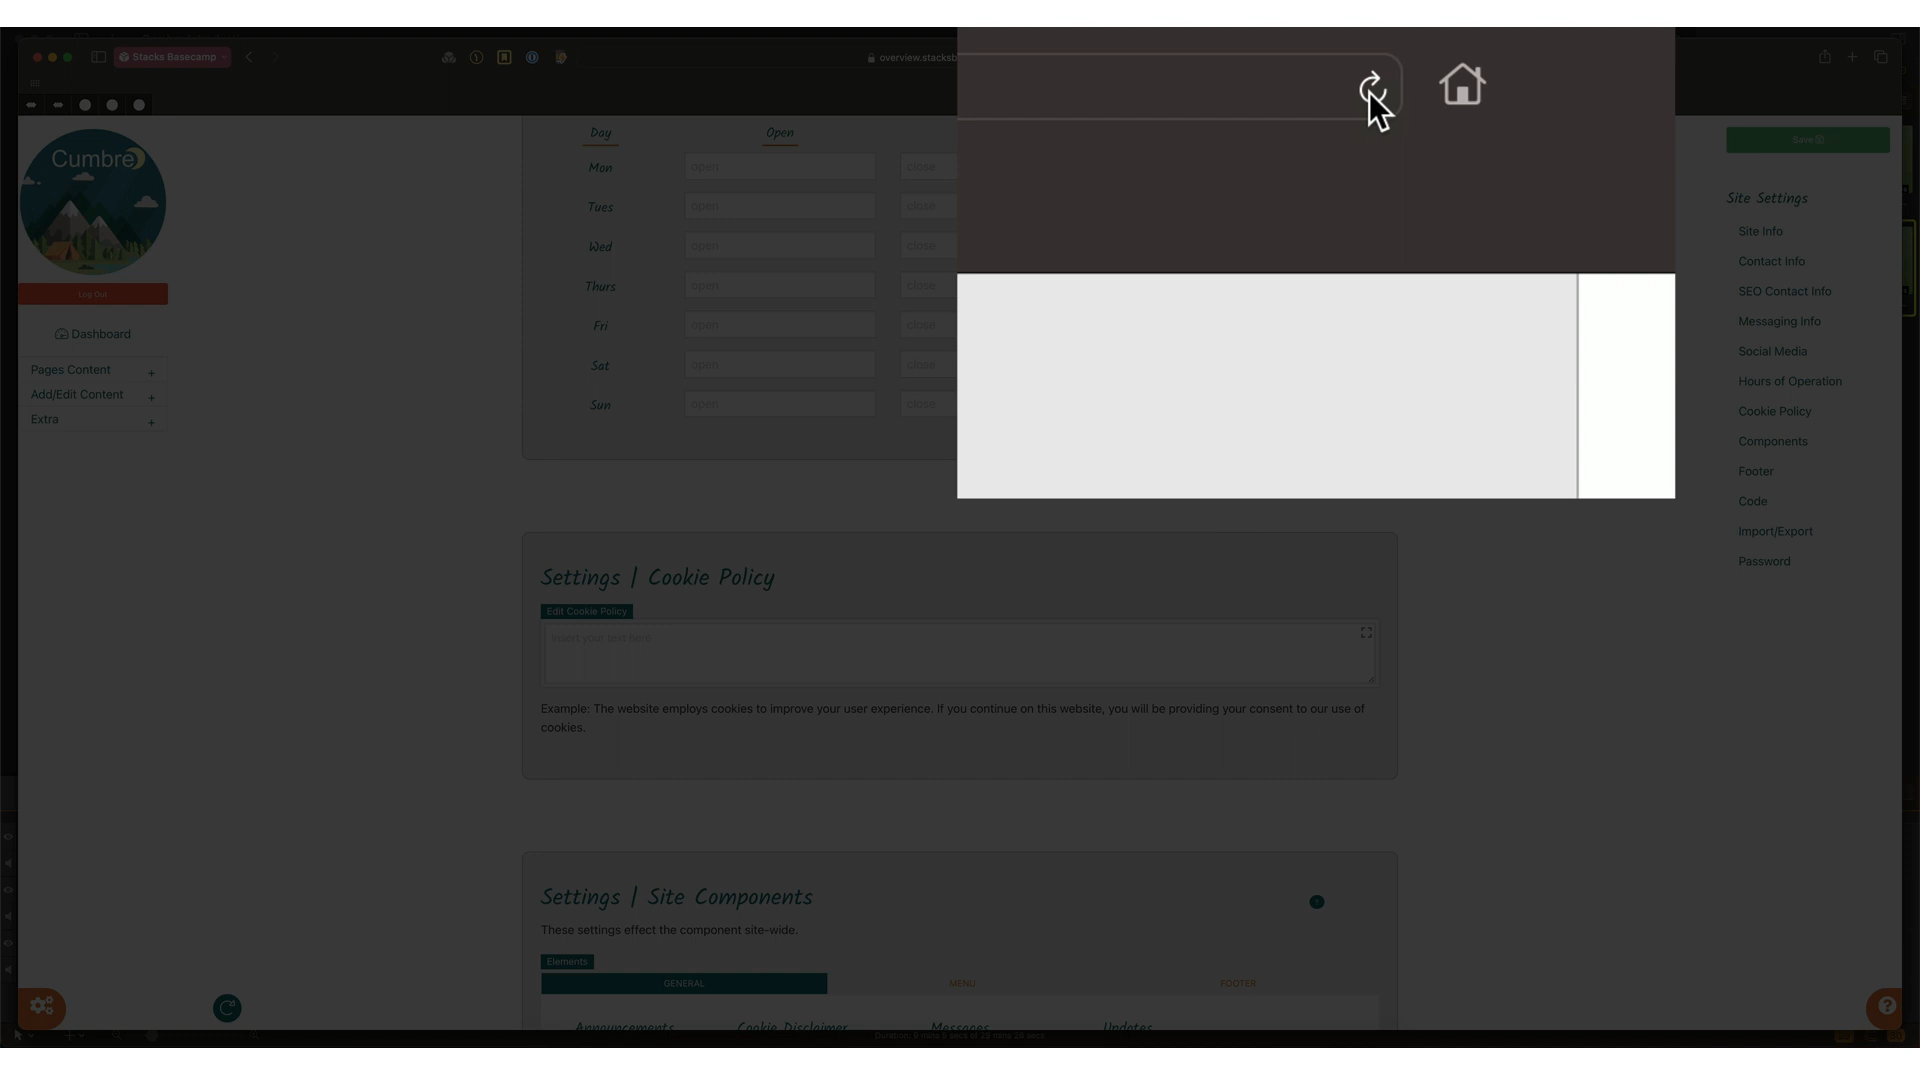 Stacks Basecamp
overview.stacksb
Cumbre
Log Out
Dashboard
Pages Content +
Add/Edit Content +
Extra +
Day Open
Mon open close
Tues open close
Wed open close
Thurs open close
Fri open close
Sat open close
Sun open close
Settings | Cookie Policy
Edit Cookie Policy
Insert your text here
Example: The website employs cookies to improve your user experience. If you continue on this website, you will be providing your consent to our use of
cookies.
Settings | Site Components
These settings effect the component site-wide.
Elements
GENERAL MENU FOOTER
Announcements Cookie Disclaimer Messages Updates
Save
Site Settings
Site Info
Contact Info
SEO Contact Info
Messaging Info
Social Media
Hours of Operation
Cookie Policy
Components
Footer
Code
Import/Export
Password